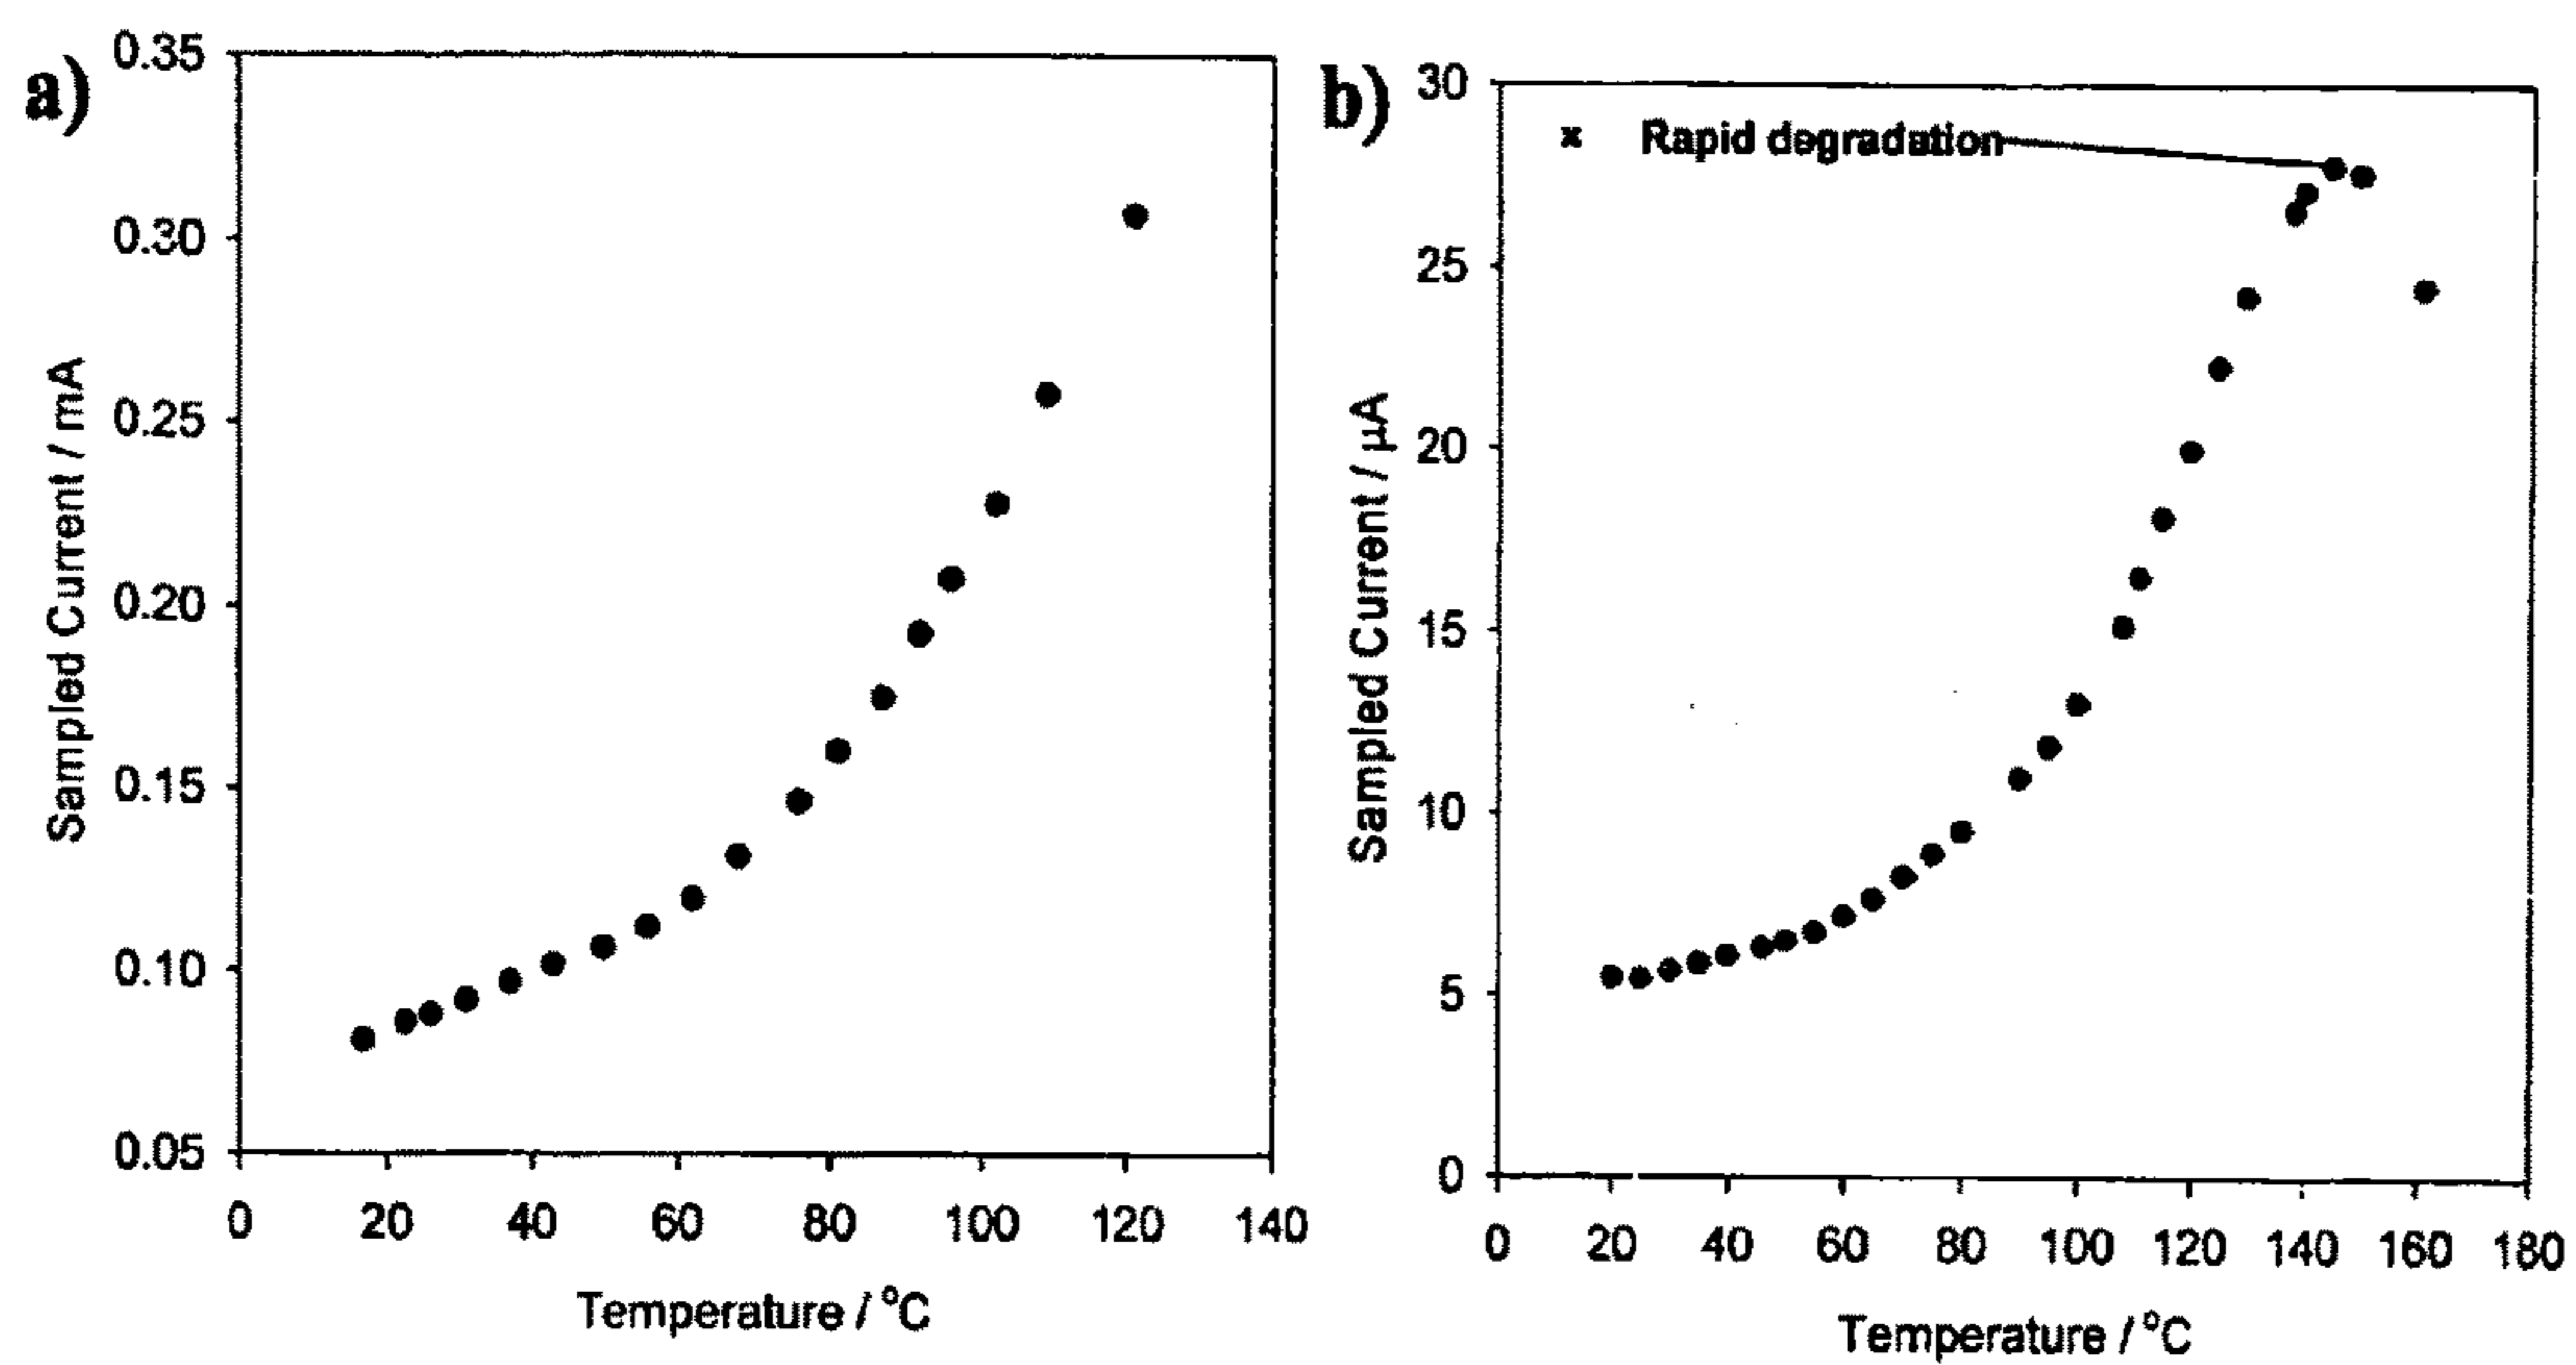 a)
0.35
0.30
0.25
0.20
0.15
0.10
0.05
Sampled Current / mA
0 20 40 60 80 100 120 140
Temperature / °C
b)
30
25
20
15
10
5
0
Sampled Current / µA
x Rapid degradation
0 20 40 60 80 100 120 140 160 180
Temperature / °C